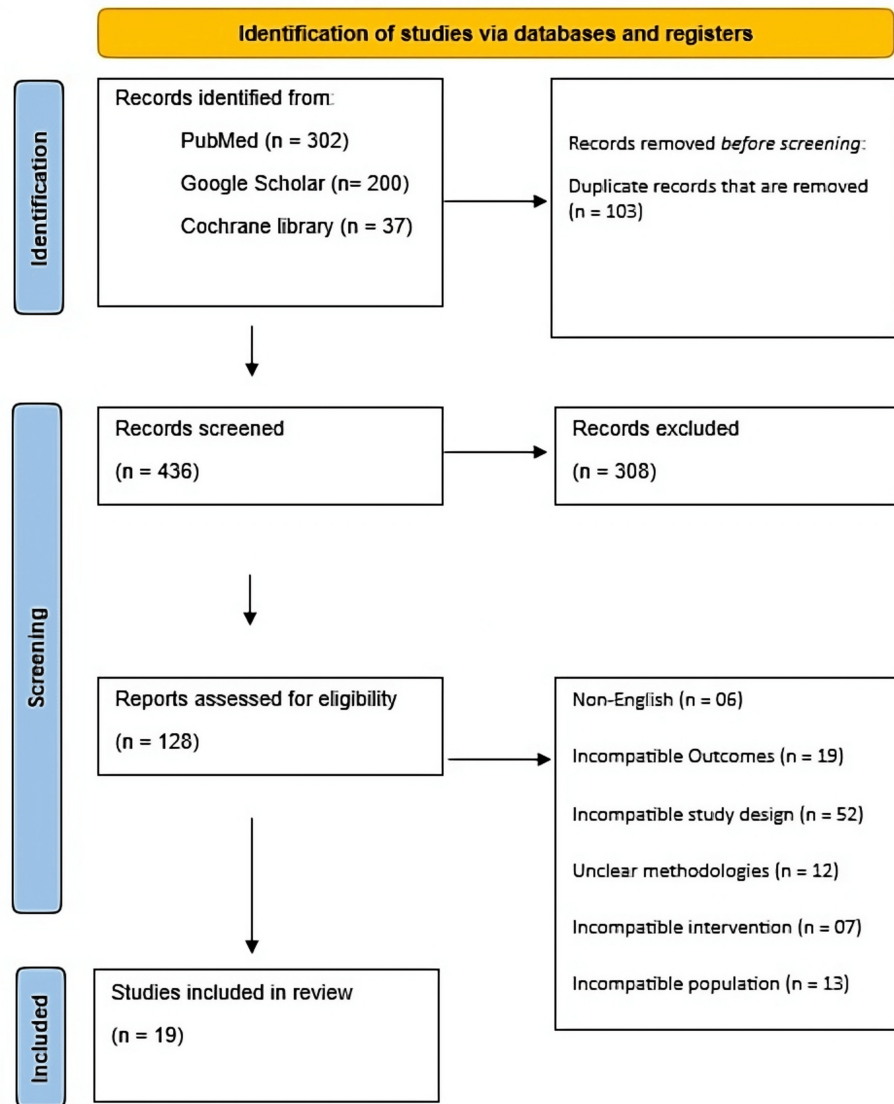 Identification of studies via databases and registers
Identification
Records identified from:
PubMed (n = 302)
Google Scholar (n= 200)
Cochrane library (n = 37)
Records removed before screening:
Duplicate records that are removed
(n = 103)
Screening
Records screened
(n = 436)
Records excluded
(n = 308)
Reports assessed for eligibility
(n = 128)
Non-English (n = 06)
Incompatible Outcomes (n = 19)
Incompatible study design (n = 52)
Unclear methodologies (n = 12)
Incompatible intervention (n = 07)
Incompatible population (n = 13)
Included
Studies included in review
(n = 19)